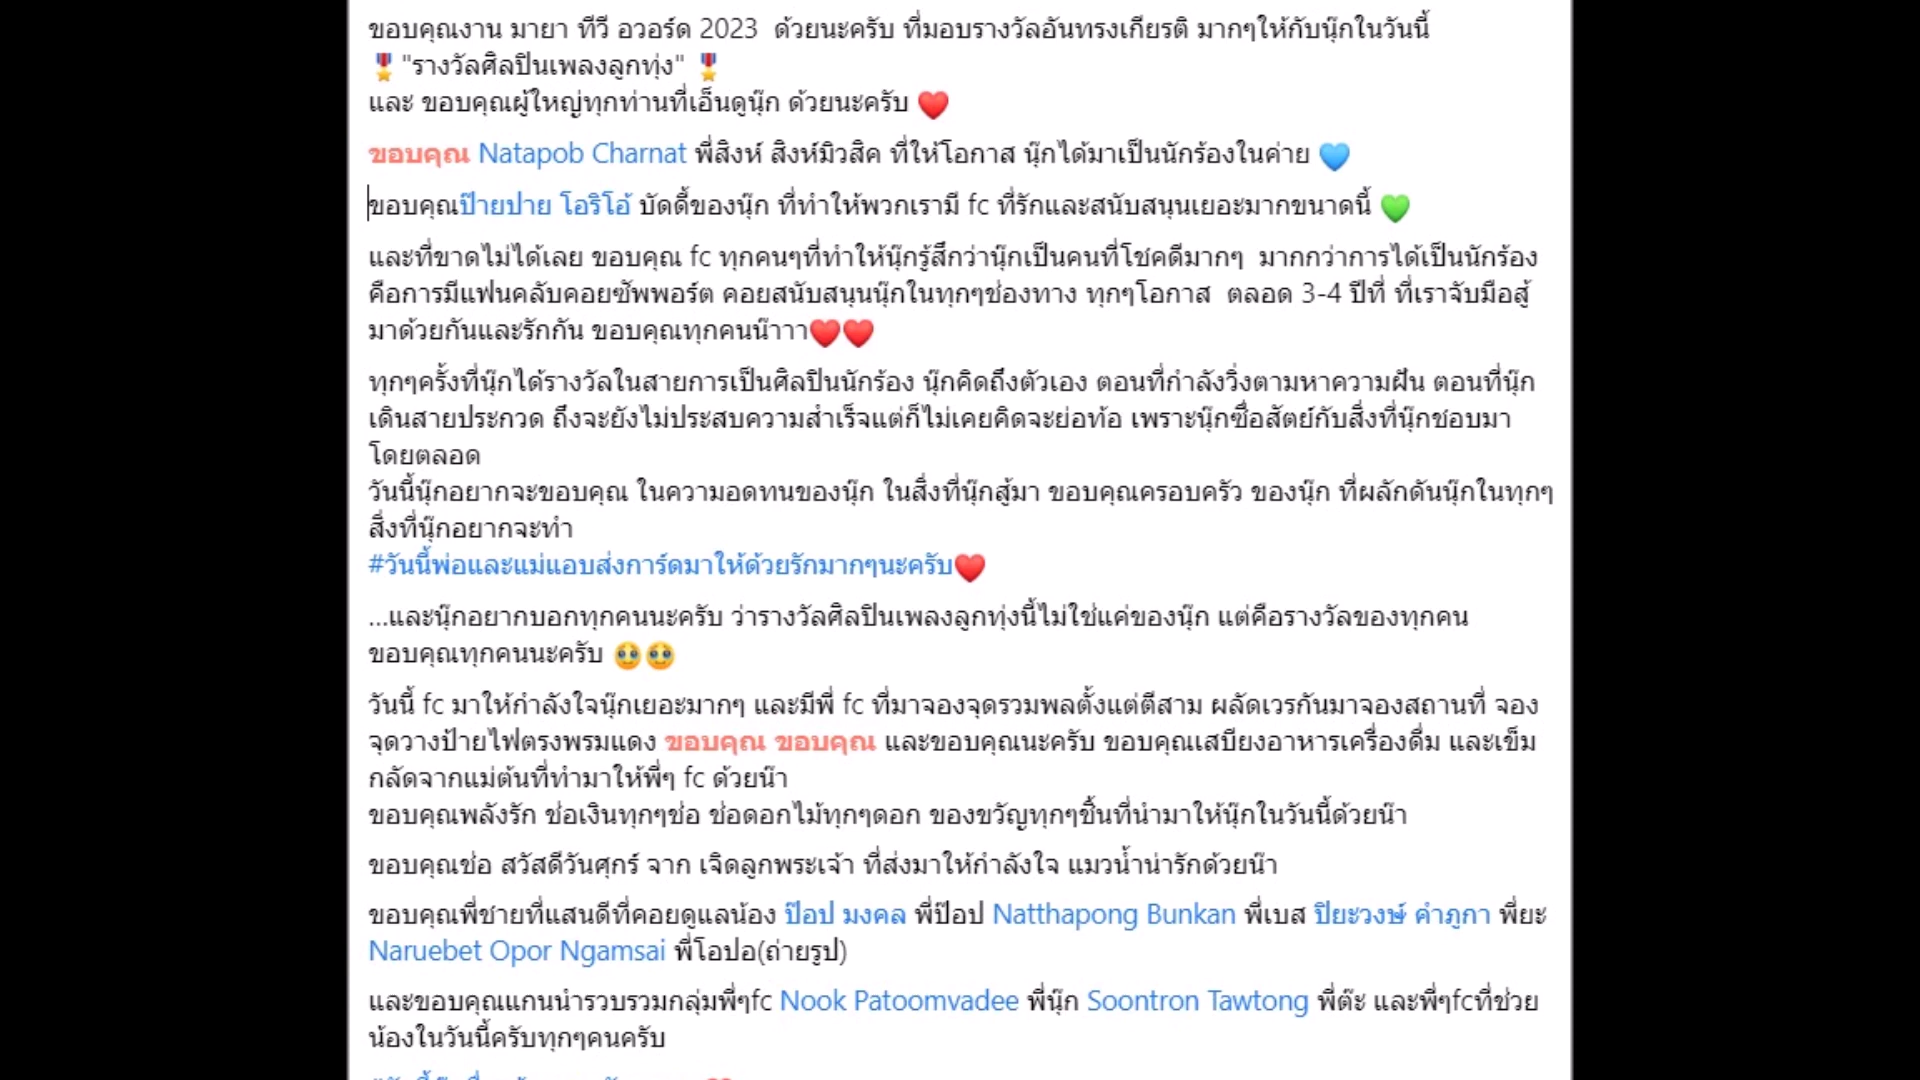 ขอบคุณงาน มายา ทีวี อวอร์ด 2023  ด้วยนะครับ ที่มอบรางวัลอันทรงเกียรติ มากๆให้กับนุ๊กในวันนี้
🎖️"รางวัลศิลปินเพลงลูกทุ่ง" 🎖️
และ ขอบคุณผู้ใหญ่ทุกท่านที่เอ็นดูนุ๊ก ด้วยนะครับ ❤️
ขอบคุณ Natapob Charnat พี่สิงห์ สิงห์มิวสิค ที่ให้โอกาส นุ๊กได้มาเป็นนักร้องในค่าย 💙
ขอบคุณป๊ายปาย โอริโอ้ บัดดี้ของนุ๊ก ที่ทำให้พวกเรามี fc ที่รักและสนับสนุนเยอะมากขนาดนี้ 💚
และที่ขาดไม่ได้เลย ขอบคุณ fc ทุกคนๆที่ทำให้นุ๊กรู้สึกว่านุ๊กเป็นคนที่โชคดีมากๆ  มากกว่าการได้เป็นนักร้อง
คือการมีแฟนคลับคอยซัพพอร์ต คอยสนับสนุนนุ๊กในทุกๆช่องทาง ทุกๆโอกาส  ตลอด 3-4 ปีที่ ที่เราจับมือสู้
มาด้วยกันและรักกัน ขอบคุณทุกคนน๊าาา❤️❤️
ทุกๆครั้งที่นุ๊กได้รางวัลในสายการเป็นศิลปินนักร้อง นุ๊กคิดถึงตัวเอง ตอนที่กำลังวิ่งตามหาความฝัน ตอนที่นุ๊ก
เดินสายประกวด ถึงจะยังไม่ประสบความสำเร็จแต่ก็ไม่เคยคิดจะย่อท้อ เพราะนุ๊กซื่อสัตย์กับสิ่งที่นุ๊กชอบมา
โดยตลอด
วันนี้นุ๊กอยากจะขอบคุณ ในความอดทนของนุ๊ก ในสิ่งที่นุ๊กสู้มา ขอบคุณครอบครัว ของนุ๊ก ที่ผลักดันนุ๊กในทุกๆ
สิ่งที่นุ๊กอยากจะทำ
#วันนี้พ่อและแม่แอบส่งการ์ดมาให้ด้วยรักมากๆนะครับ❤️
...และนุ๊กอยากบอกทุกคนนะครับ ว่ารางวัลศิลปินเพลงลูกทุ่งนี้ไม่ใช่แค่ของนุ๊ก แต่คือรางวัลของทุกคน
ขอบคุณทุกคนนะครับ 🥹🥹
วันนี้ fc มาให้กำลังใจนุ๊กเยอะมากๆ และมีพี่ fc ที่มาจองจุดรวมพลตั้งแต่ตีสาม ผลัดเวรกันมาจองสถานที่ จอง
จุดวางป้ายไฟตรงพรมแดง ขอบคุณ ขอบคุณ และขอบคุณนะครับ ขอบคุณเสบียงอาหารเครื่องดื่ม และเข็ม
กลัดจากแม่ต้นที่ทำมาให้พี่ๆ fc ด้วยน๊า
ขอบคุณพลังรัก ช่อเงินทุกๆช่อ ช่อดอกไม้ทุกๆดอก ของขวัญทุกๆชิ้นที่นำมาให้นุ๊กในวันนี้ด้วยน๊า
ขอบคุณช่อ สวัสดีวันศุกร์ จาก เจิดลูกพระเจ้า ที่ส่งมาให้กำลังใจ แมวน้ำน่ารักด้วยน๊า
ขอบคุณพี่ชายที่แสนดีที่คอยดูแลน้อง ป๊อป มงคล พี่ป๊อป Natthapong Bunkan พี่เบส ปิยะวงษ์ คำภูกา พี่ยะ
Naruebet Opor Ngamsai พี่โอปอ(ถ่ายรูป)
และขอบคุณแกนนำรวบรวมกลุ่มพี่ๆfc Nook Patoomvadee พี่นุ๊ก Soontron Tawtong พี่ต๊ะ และพี่ๆfcที่ช่วย
น้องในวันนี้ครับทุกๆคนครับ